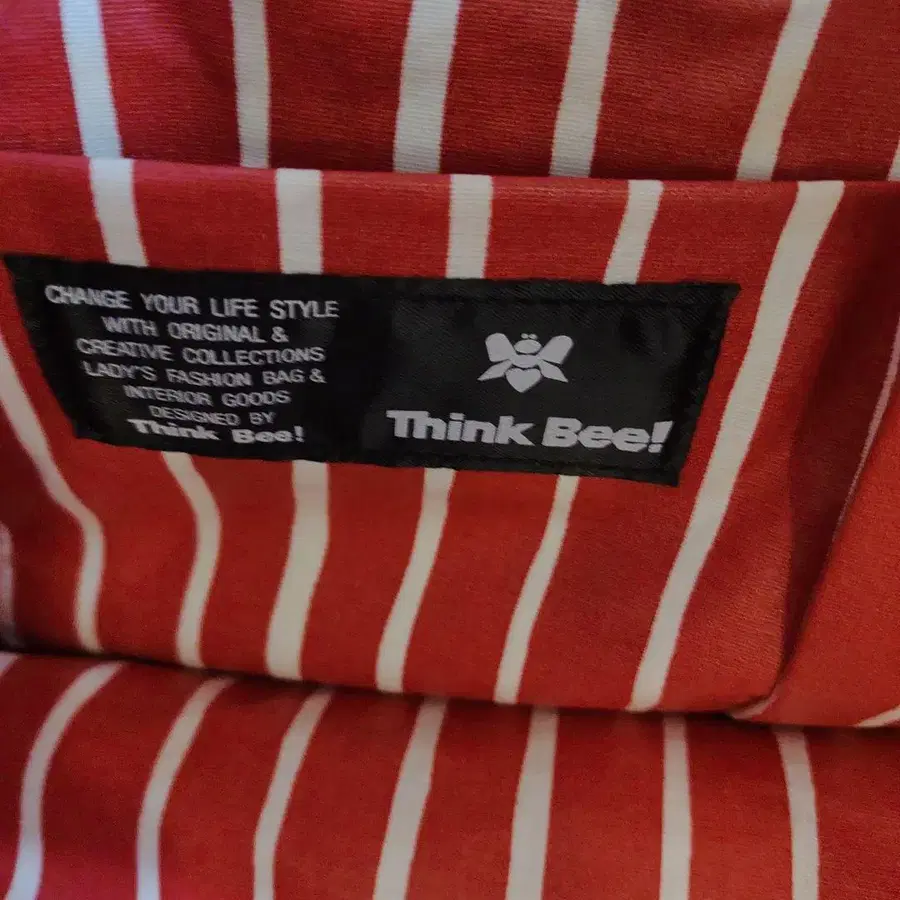 CHANGE YOUR LIFE STYLE
WITH ORIGINAL &
CREATIVE COLLECTIONS
LADY'S FASHION BAG &
INTERIOR GOODS
DESIGNED BY
Think Bee!
Think Bee!